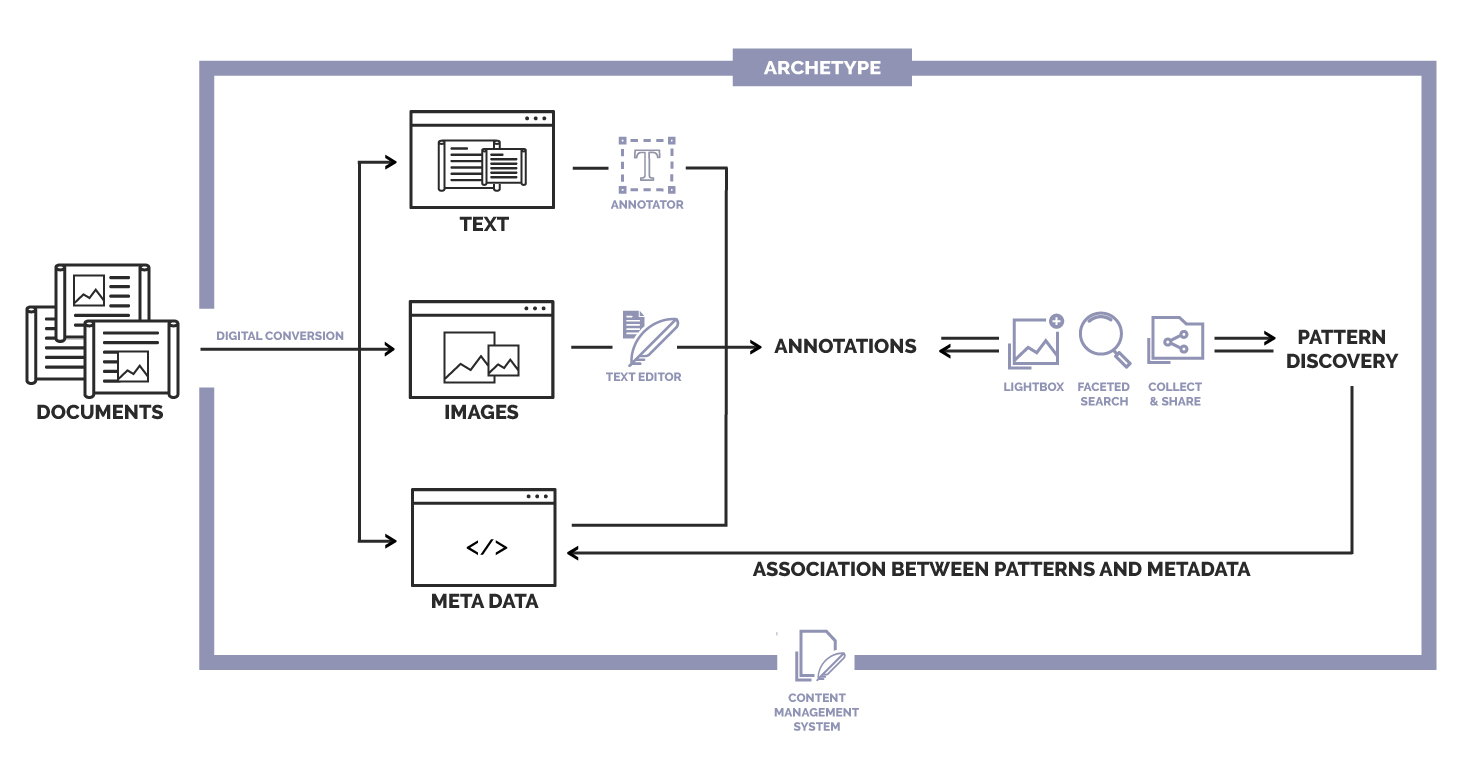 ARCHETYPE
T
ANNOTATOR
TEXT
DIGITAL CONVERSION
DOCUMENTS
TEXT EDITOR
IMAGES
ANNOTATIONS
LIGHTBOX
FACETED
SEARCH
COLLECT
& SHARE
PATTERN
DISCOVERY
</>
META DATA
ASSOCIATION BETWEEN PATTERNS AND METADATA
CONTENT
MANAGEMENT
SYSTEM